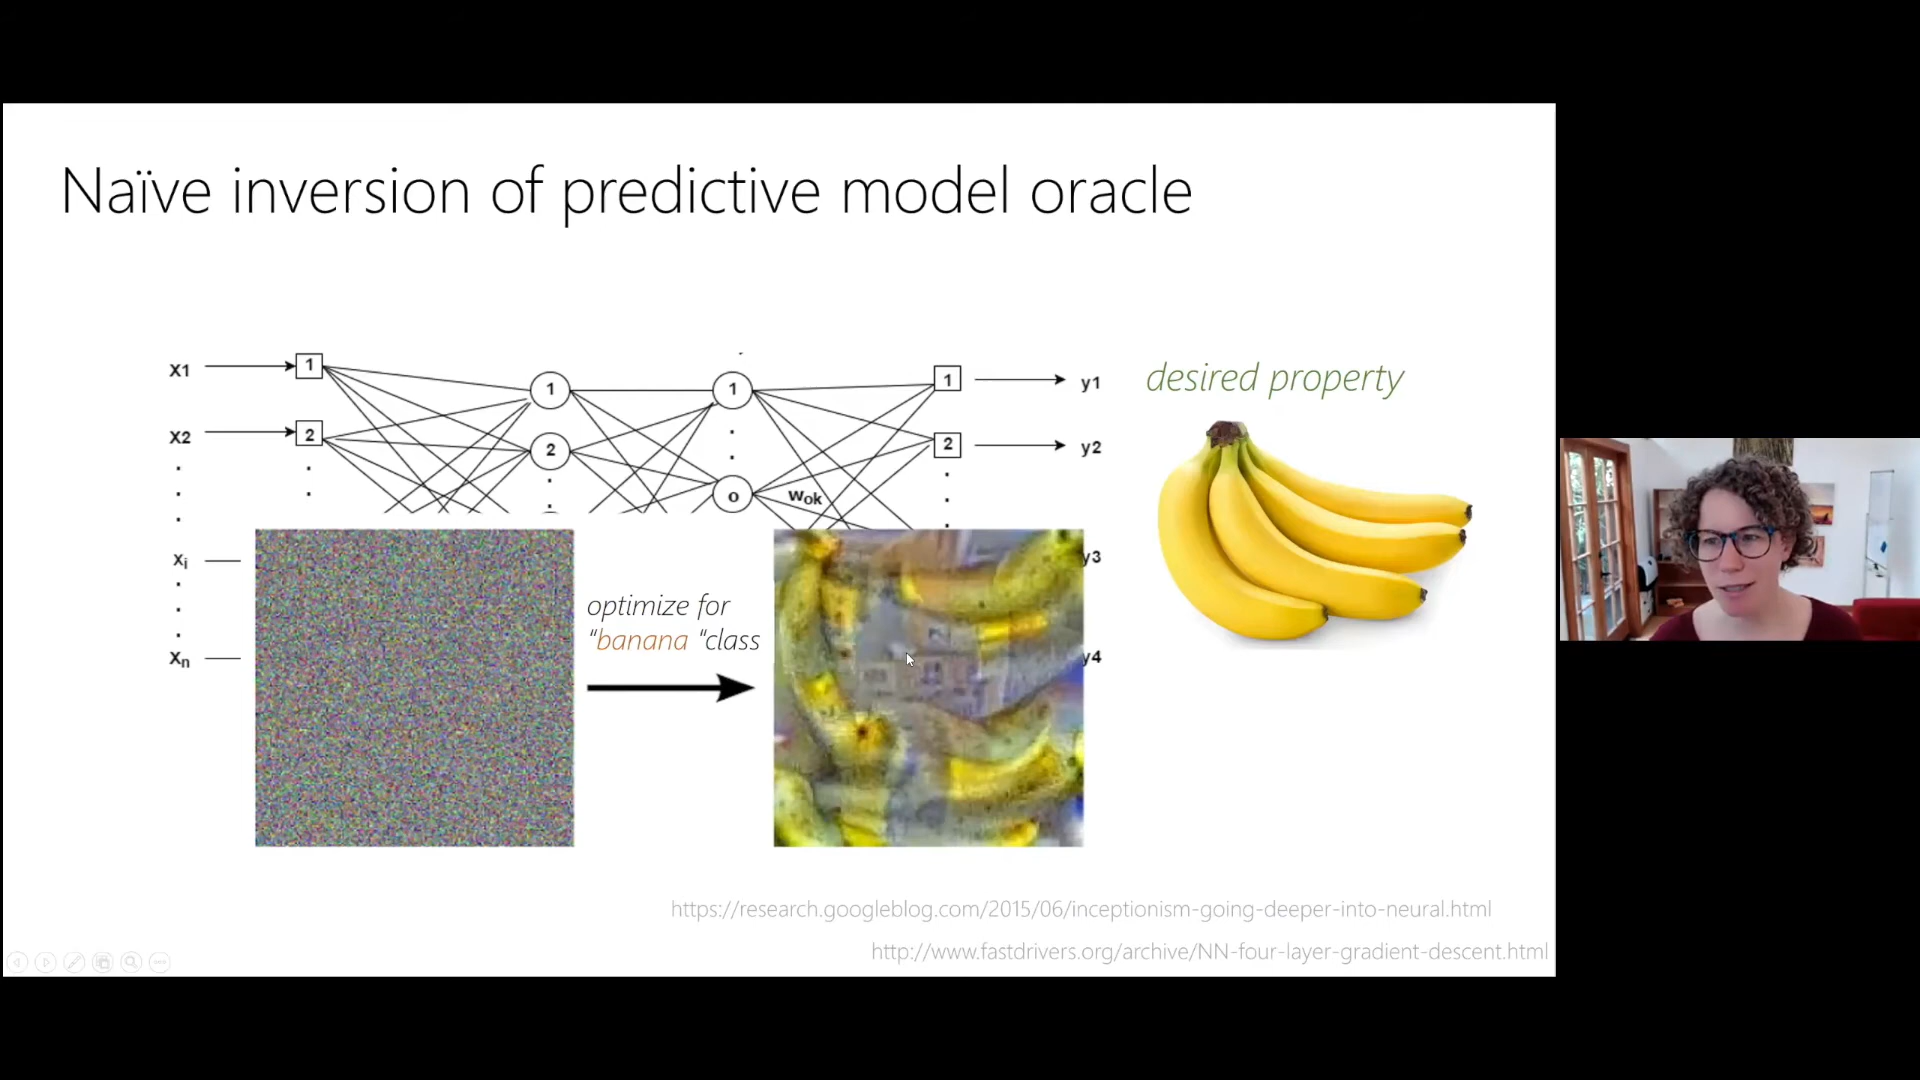 Naïve inversion of predictive model oracle
X1
1
1
1
1
y1
desired property
X2
2
2
2
y2
o
Wok
xi
optimize for
"banana "class
y3
Xn
y4
https://research.googleblog.com/2015/06/inceptionism-going-deeper-into-neural.html
http://www.fastdrivers.org/archive/NN-four-layer-gradient-descent.html